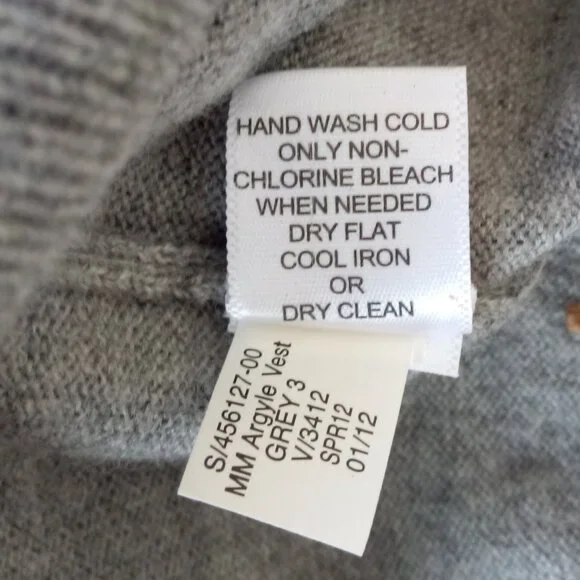 HAND WASH COLD
ONLY NON-
CHLORINE BLEACH
WHEN NEEDED
DRY FLAT
COOL IRON
OR
DRY CLEAN
S/456127-00
MM Argyle Vest
GREY 3
V/3412
SPR12
01/12